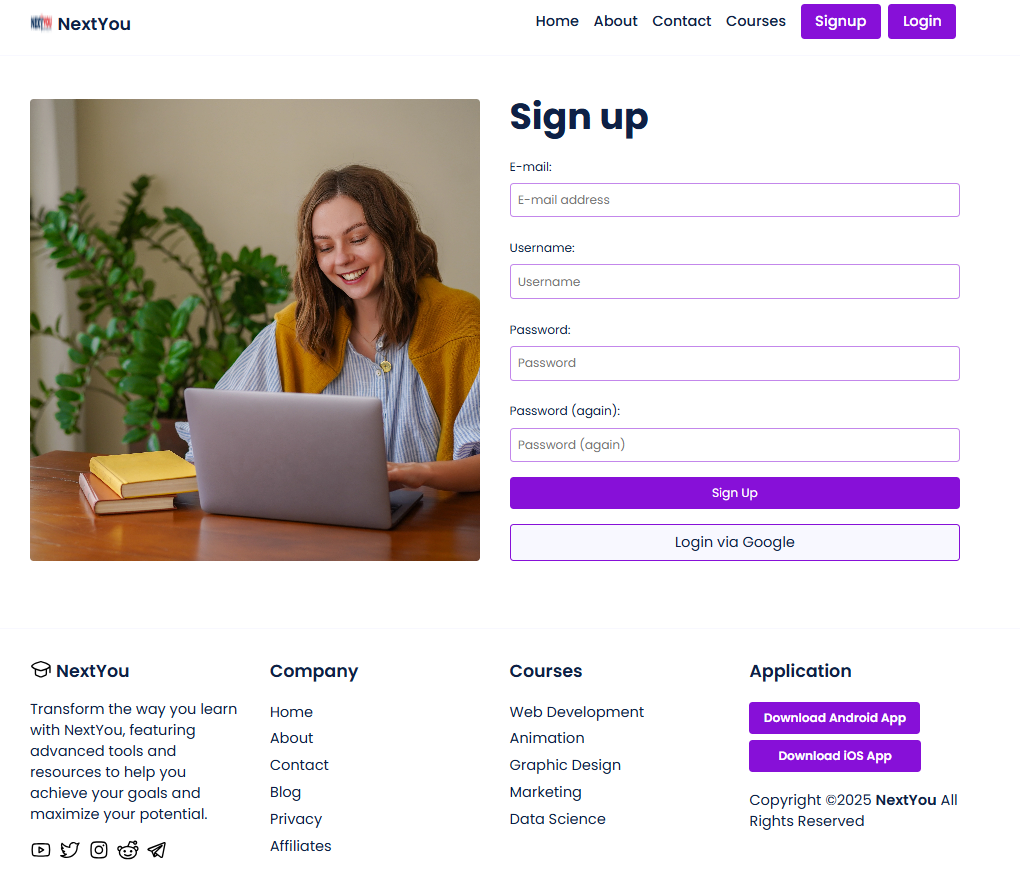 NextYou
Home About Contact Courses Signup Login
Sign up
E-mail:
E-mail address
Username:
Username
Password:
Password
Password (again):
Password (again)
Sign Up
Login via Google
NextYou
Transform the way you learn
with NextYou, featuring
advanced tools and
resources to help you
achieve your goals and
maximize your potential.
Company
Home
About
Contact
Blog
Privacy
Affiliates
Courses
Web Development
Animation
Graphic Design
Marketing
Data Science
Application
Download Android App
Download iOS App
Copyright ©2025 NextYou All
Rights Reserved